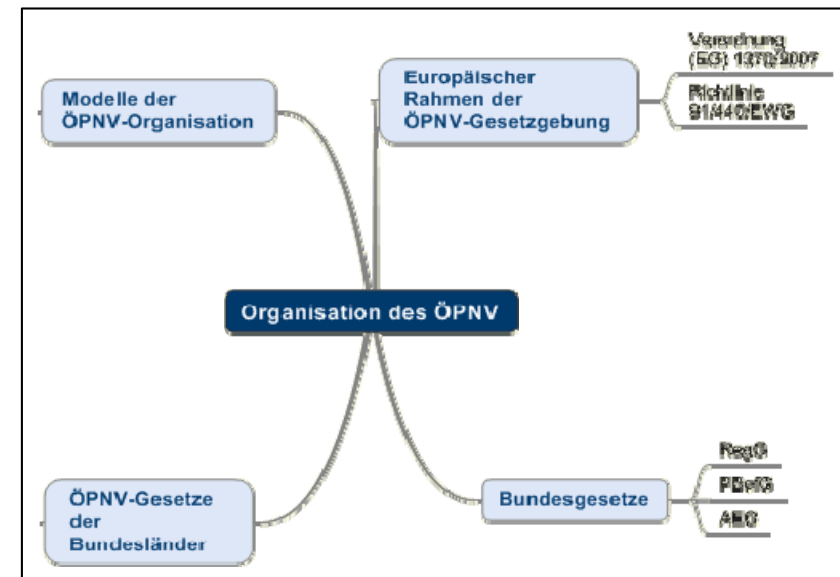 Modelle der
ÖPNV-Organisation
Europäischer
Rahmen der
ÖPNV-Gesetzgebung
Verordnung
(EG) 1370/2007
Richtlinie
91/440/EWG
Organisation des ÖPNV
ÖPNV-Gesetze
der
Bundesländer
Bundesgesetze
RegG
PBefG
AEG